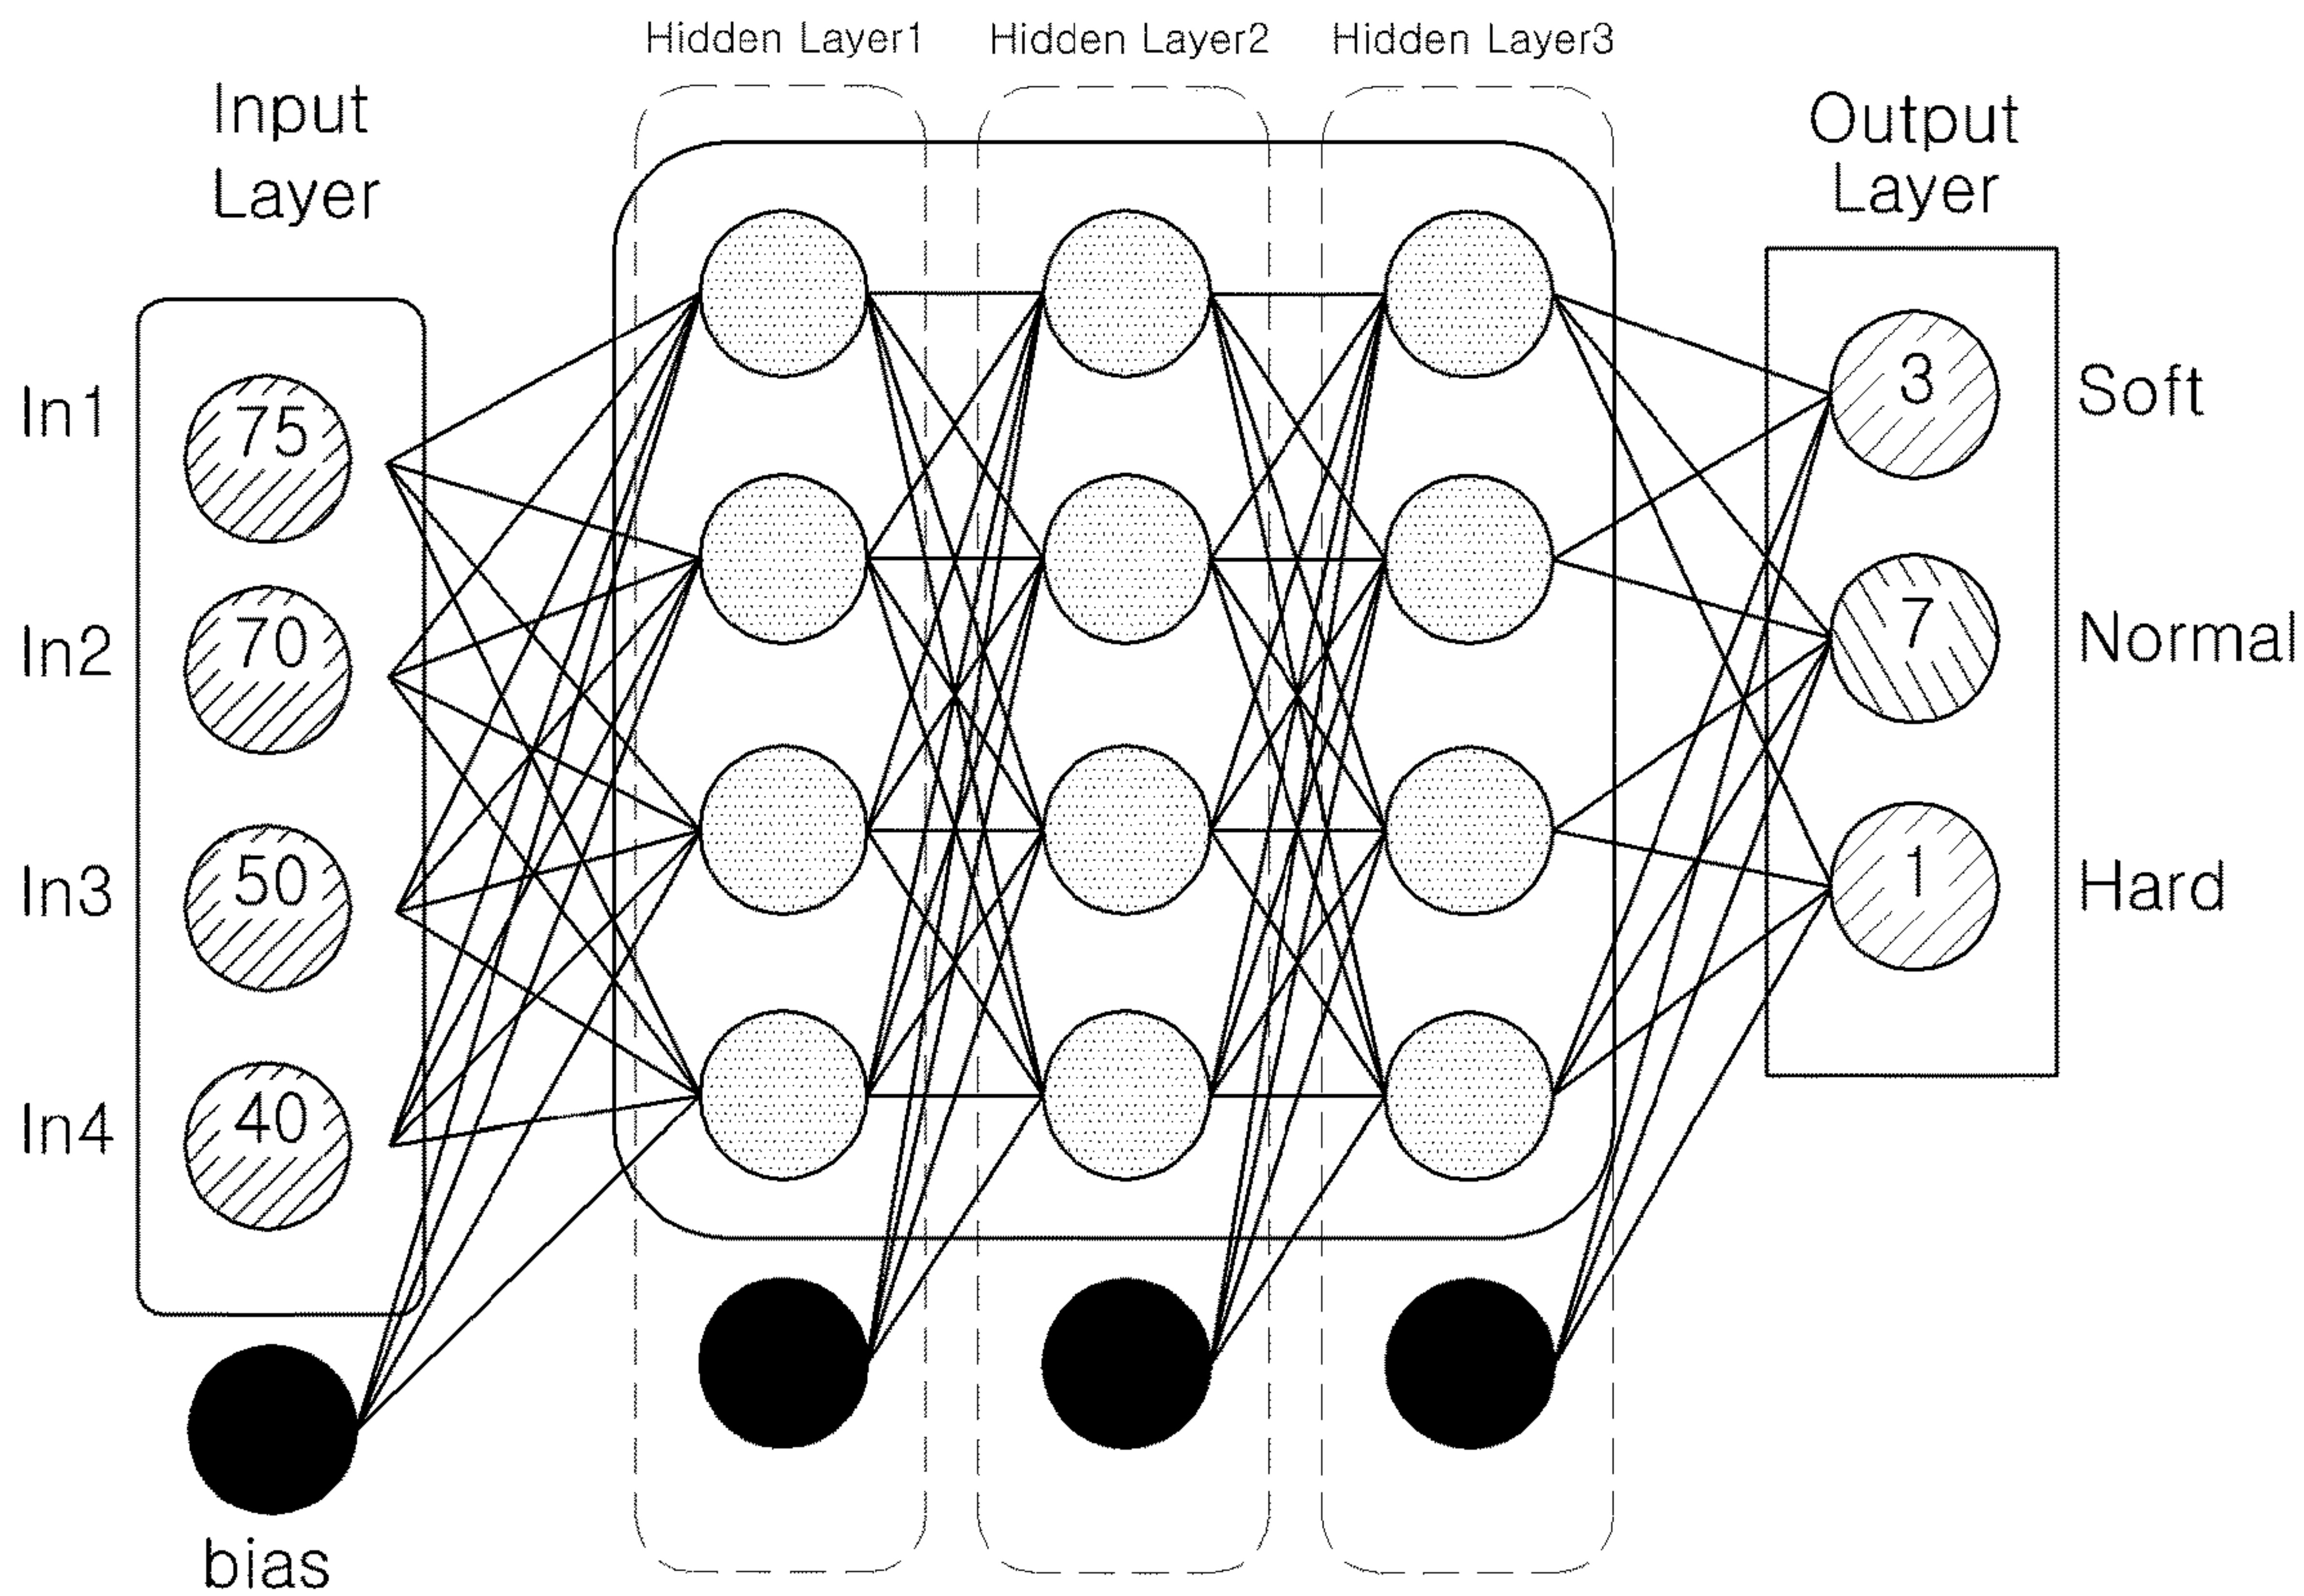 Hidden Layer1
Hidden Layer2
Hidden Layer3
Input
Layer
Output
Layer
In1
75
In2
70
In3
50
In4
40
bias
3
Soft
7
Normal
1
Hard